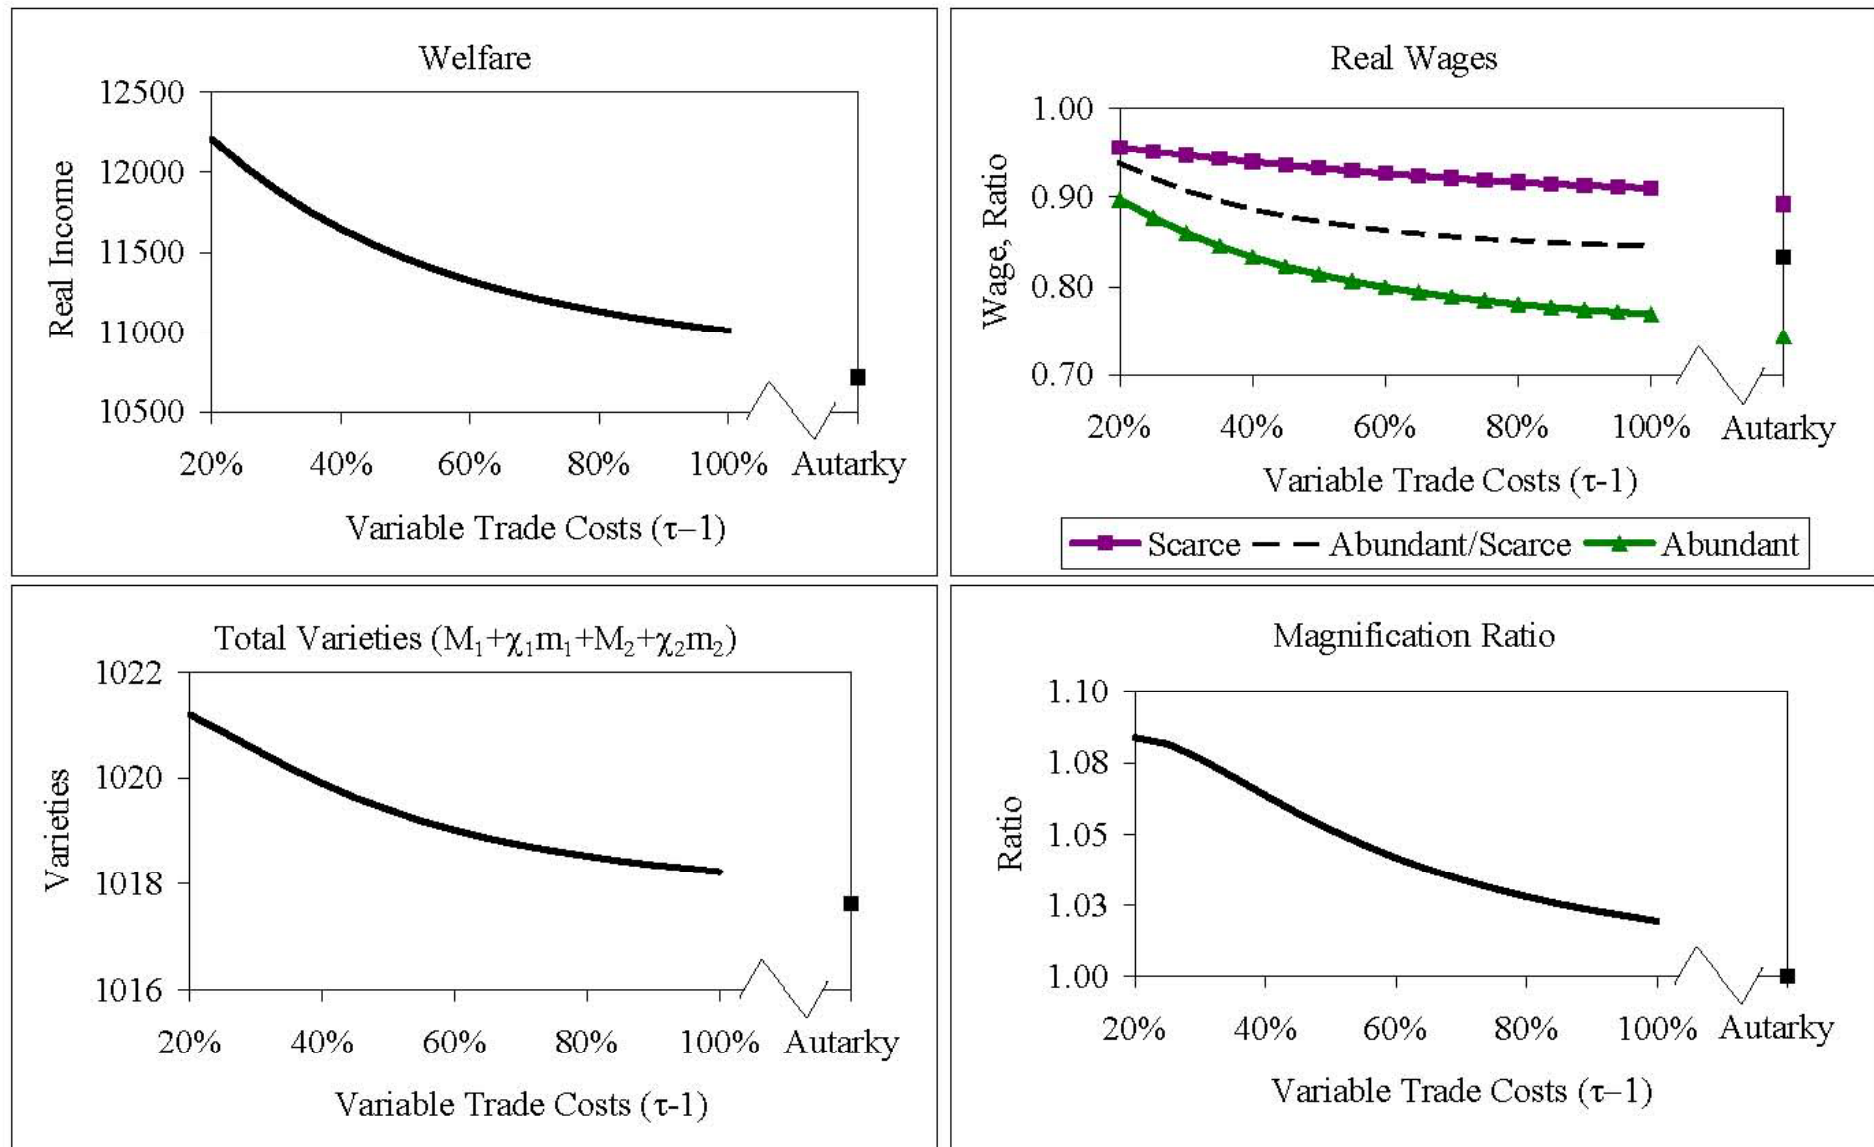 Welfare
12500
12000
11500
11000
10500
Real Income
20% 40% 60% 80% 100% Autarky
Variable Trade Costs (τ−1)
Real Wages
1.00
0.90
0.80
0.70
Wage, Ratio
20% 40% 60% 80% 100% Autarky
Variable Trade Costs (τ-1)
Scarce Abundant/Scarce Abundant
Total Varieties (M₁+χ₁m₁+M₂+χ₂m₂)
1022
1020
1018
1016
Varieties
20% 40% 60% 80% 100% Autarky
Variable Trade Costs (τ-1)
Magnification Ratio
1.10
1.08
1.05
1.03
1.00
Ratio
20% 40% 60% 80% 100% Autarky
Variable Trade Costs (τ−1)